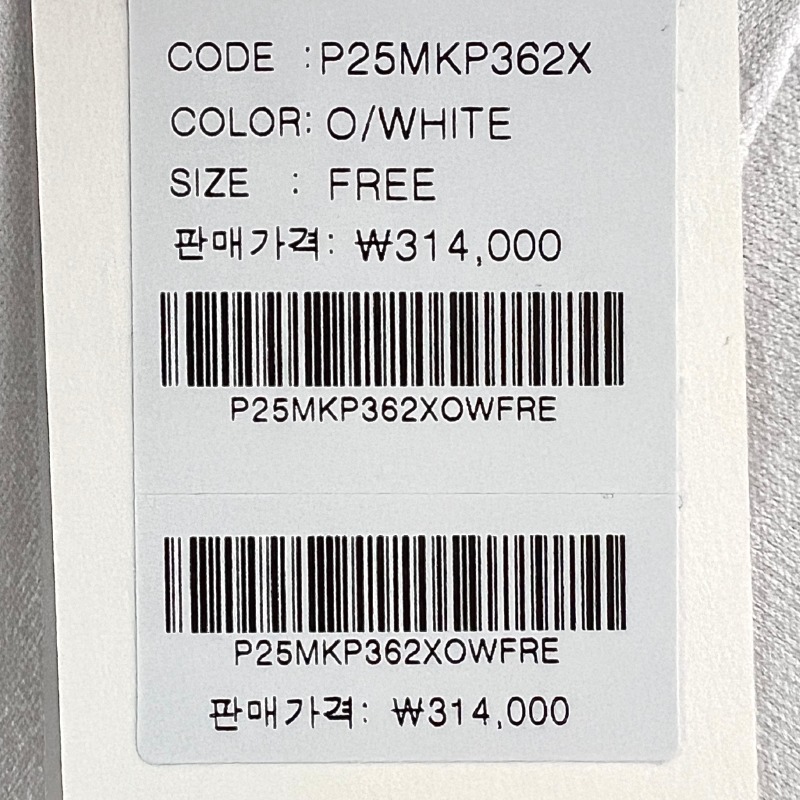 CODE : P25MKP362X
COLOR: O/WHITE
SIZE : FREE
판매가격: ₩314,000
P25MKP362XOWFRE
P25MKP362XOWFRE
판매가격: ₩314,000